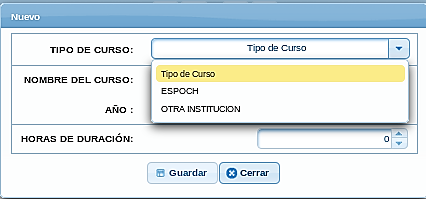 Nuevo
TIPO DE CURSO: Tipo de Curso
Tipo de Curso
NOMBRE DEL CURSO:
ESPOCH
AÑO : OTRA INSTITUCION
HORAS DE DURACIÓN: 0
Guardar Cerrar